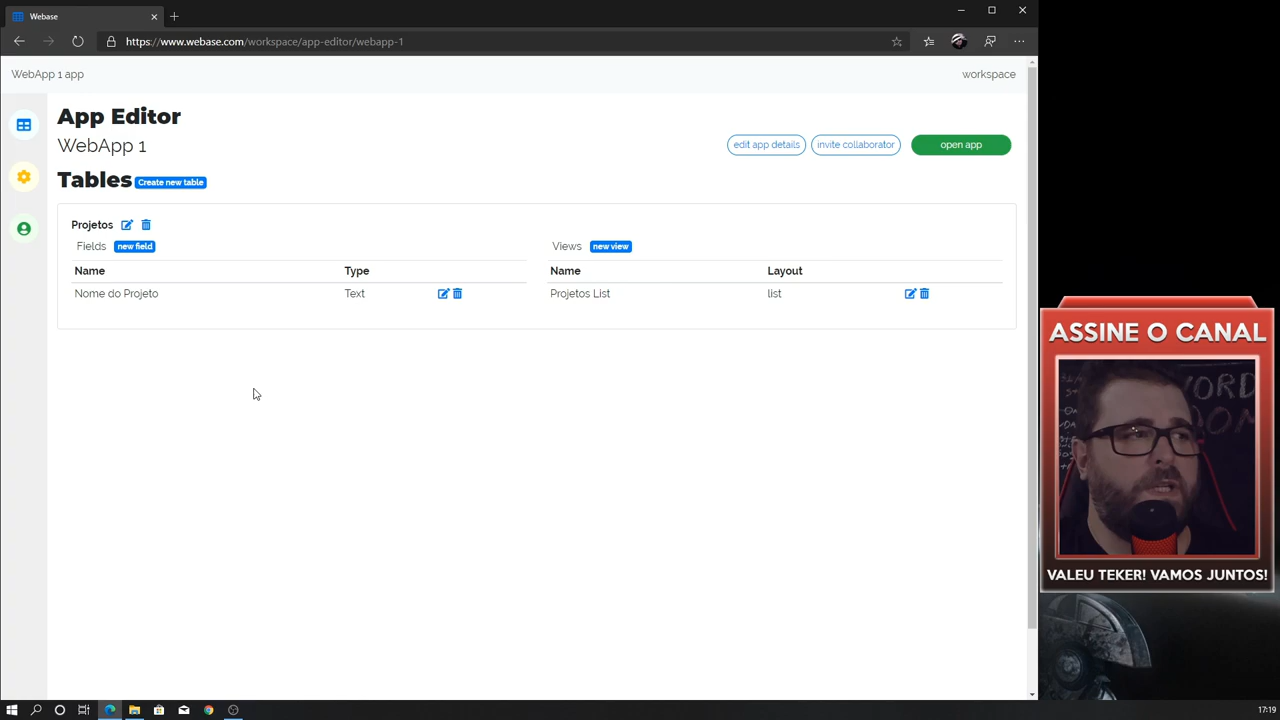 Webase
https://www.webase.com/workspace/app-editor/webapp-1
WebApp 1 app
workspace
App Editor
WebApp 1
edit app details
invite collaborator
open app
Tables
Create new table
Projetos
Fields
new field
Views
new view
Name
Type
Name
Layout
Nome do Projeto
Text
Projetos List
list
ASSINE O CANAL
VALEU TEKER! VAMOS JUNTOS!
17:19